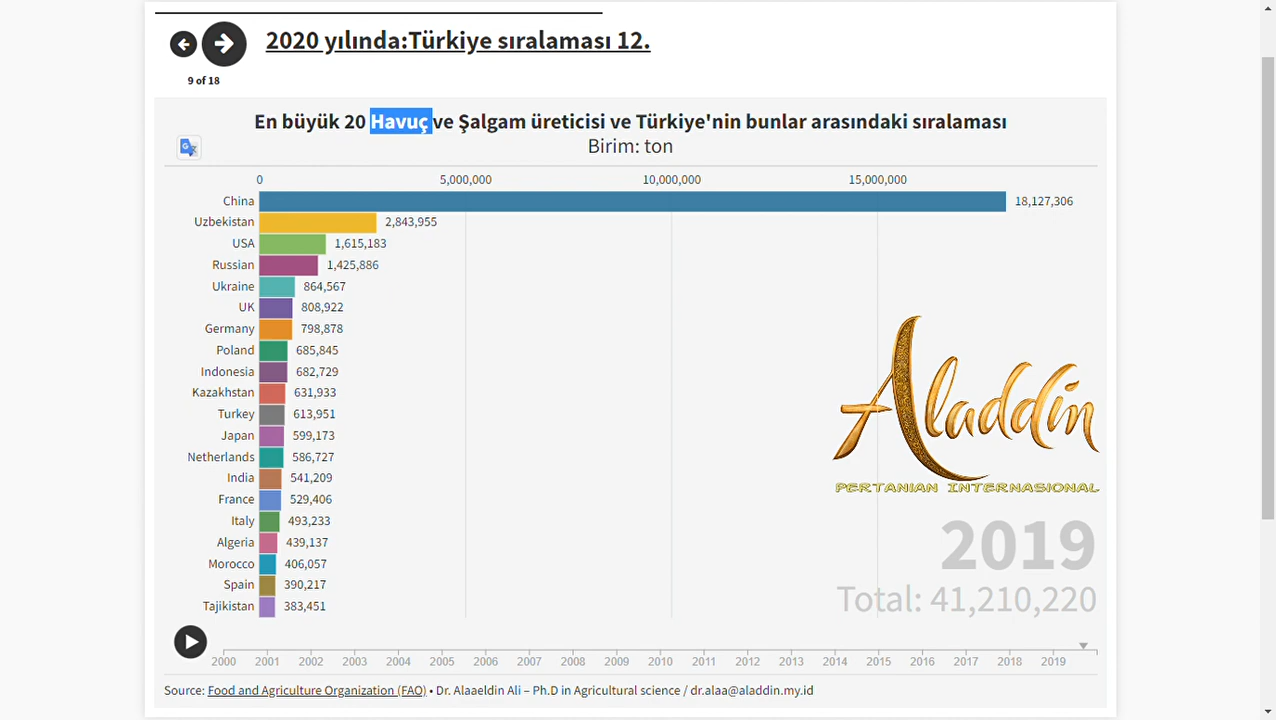 2020 yılında:Türkiye sıralaması 12.
9 of 18
En büyük 20 Havuç ve Şalgam üreticisi ve Türkiye'nin bunlar arasındaki sıralaması
Birim: ton
0 5,000,000 10,000,000 15,000,000
China 18,127,306
Uzbekistan 2,843,955
USA 1,615,183
Russian 1,425,886
Ukraine 864,567
UK 808,922
Germany 798,878
Poland 685,845
Indonesia 682,729
Kazakhstan 631,933
Turkey 613,951
Japan 599,173
Netherlands 586,727
India 541,209
France 529,406
Italy 493,233
Algeria 439,137
Morocco 406,057
Spain 390,217
Tajikistan 383,451
Aladdin
PERTANIAN INTERNASIONAL
2019
Total: 41,210,220
2000 2001 2002 2003 2004 2005 2006 2007 2008 2009 2010 2011 2012 2013 2014 2015 2016 2017 2018 2019
Source: Food and Agriculture Organization (FAO) • Dr. Alaaeldin Ali – Ph.D in Agricultural science / dr.alaa@aladdin.my.id